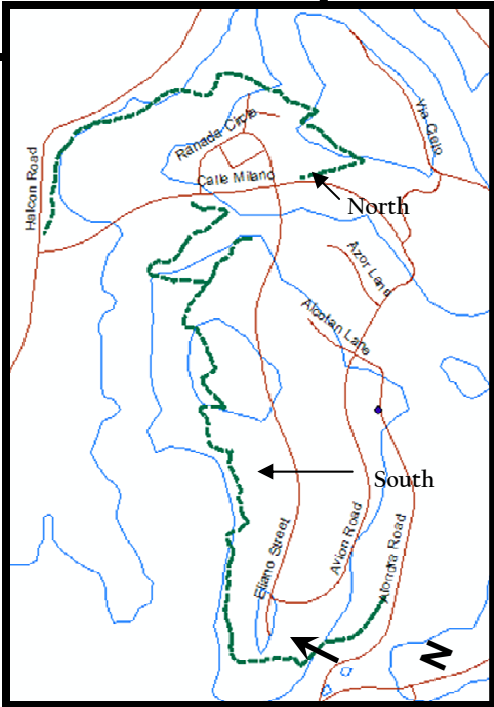 Via Cielo
Ranada Circle
Halcon Road
Calle Milano
North
Azor Lane
Alcotan Lane
South
Eliano Street
Avion Road
Alondra Road
N